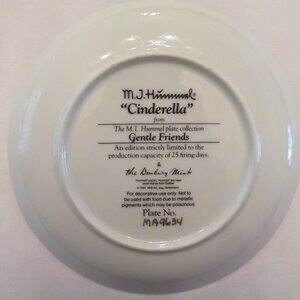 M.J. Hummel®
"Cinderella"
from
The M.I. Hummel plate collection
Gentle Friends
An edition strictly limited to the
production capacity of 25 firing days.
&
the Danbury Mint
For decorative use only. Not to
be used with food due to metallic
pigments which may be poisonous.
Plate No.
MA9634